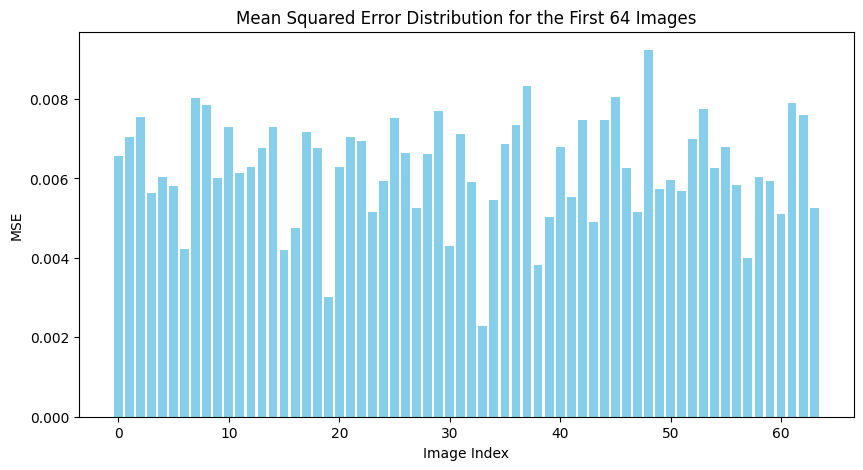 Mean Squared Error Distribution for the First 64 Images
0.008
0.006
0.004
0.002
0.000
MSE
0 10 20 30 40 50 60
Image Index